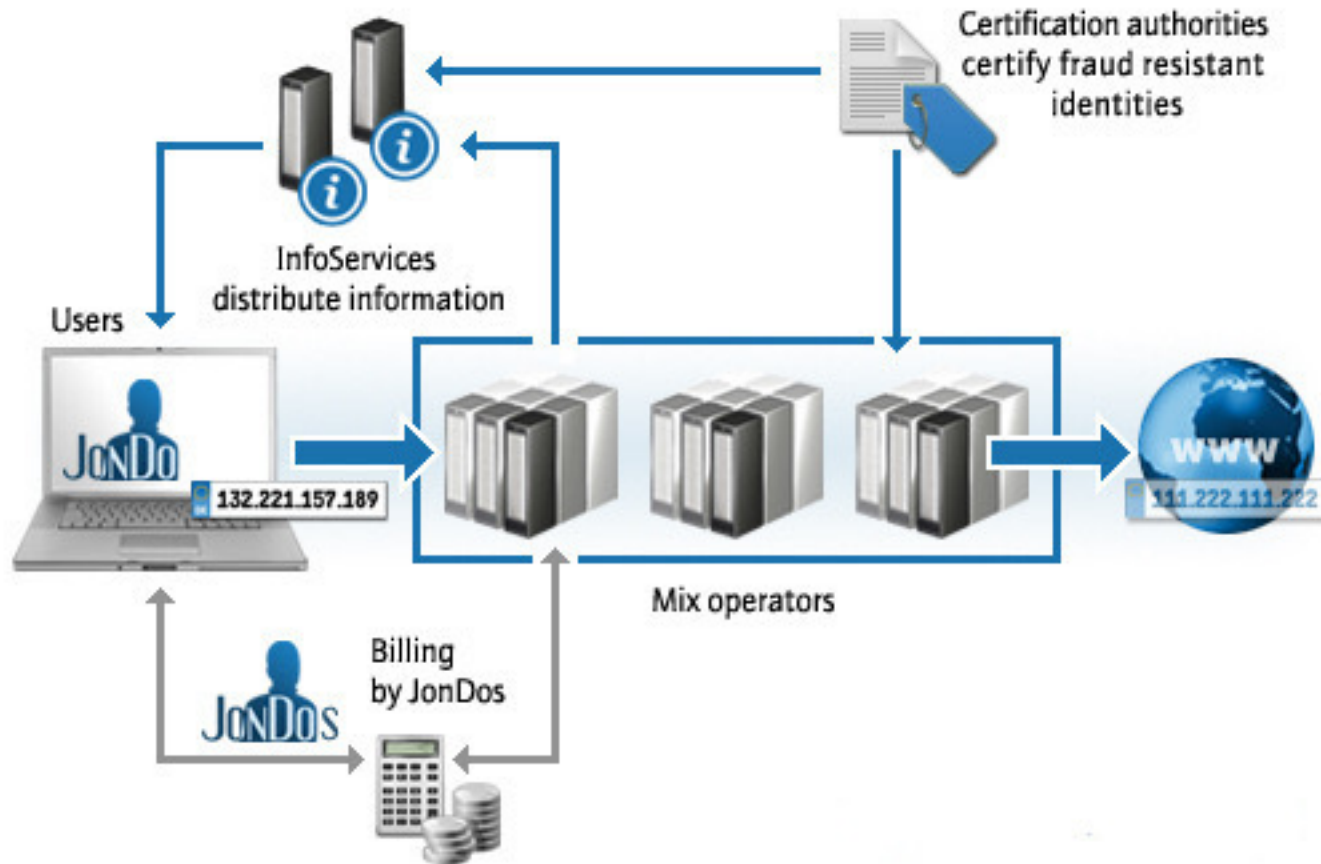 Certification authorities
certify fraud resistant
identities
i
i
InfoServices
distribute information
Users
JONDO
132.221.157.189
WWW
111.222.111.222
Mix operators
Billing
by JonDos
JONDOS